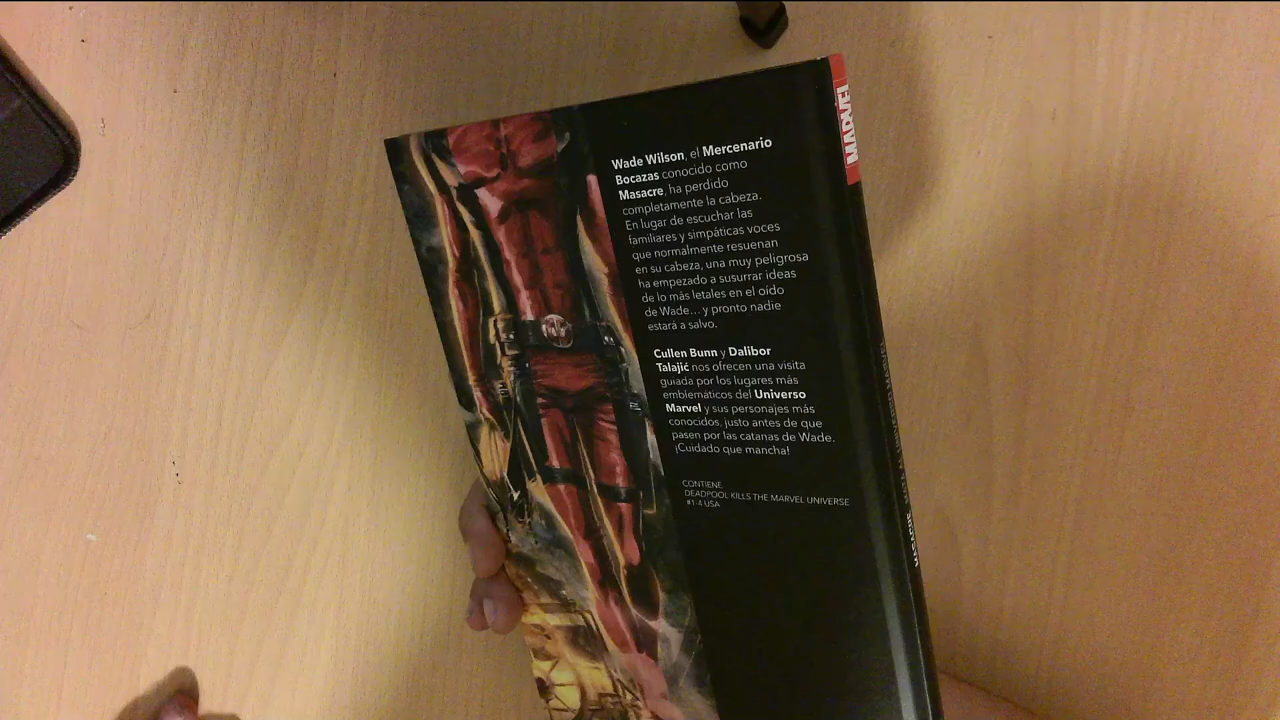 Wade Wilson, el Mercenario
Bocazas conocido como
Masacre, ha perdido
completamente la cabeza.
En lugar de escuchar las
familiares y simpáticas voces
que normalmente resuenan
en su cabeza, una muy peligrosa
ha empezado a susurrar ideas
de lo más letales en el oído
de Wade... y pronto nadie
estará a salvo.
Cullen Bunn y Dalibor
Talajić nos ofrecen una visita
guiada por los lugares más
emblemáticos del Universo
Marvel y sus personajes más
conocidos, justo antes de que
pasen por las catanas de Wade.
¡Cuidado que mancha!
CONTIENE
DEADPOOL KILLS THE MARVEL UNIVERSE
#1-4 USA
MARVEL